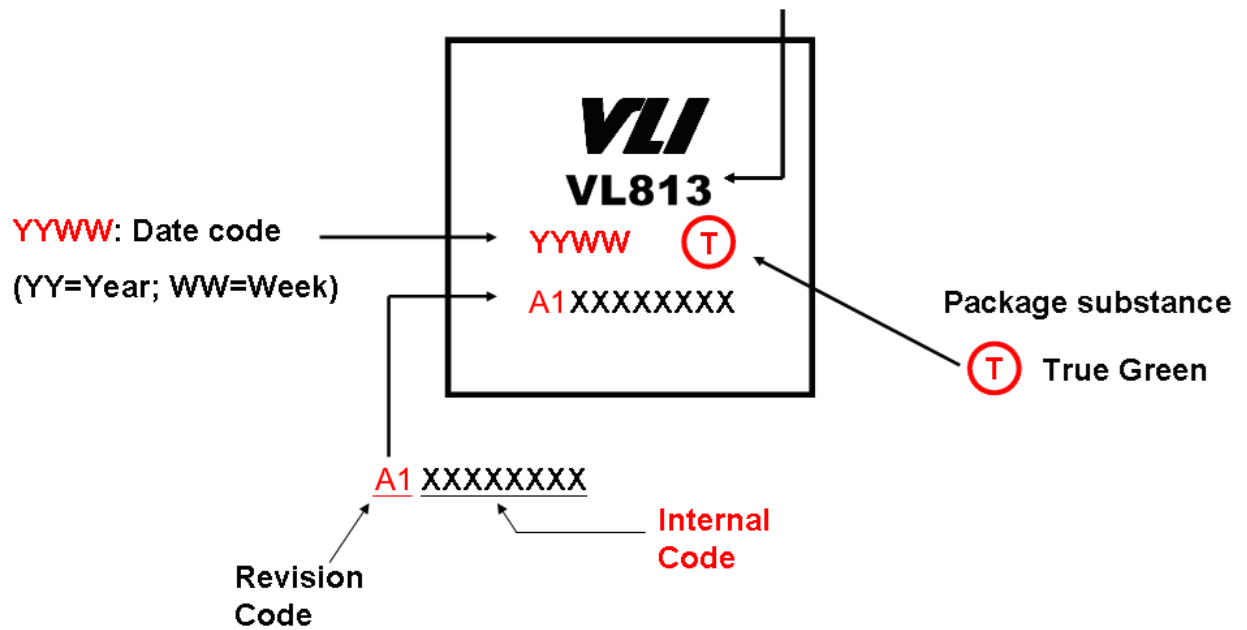 VLI
VL813
YYWW: Date code
YYWW T
(YY=Year; WW=Week)
A1XXXXXXXX
Package substance
T True Green
A1 XXXXXXXX
Internal
Code
Revision
Code